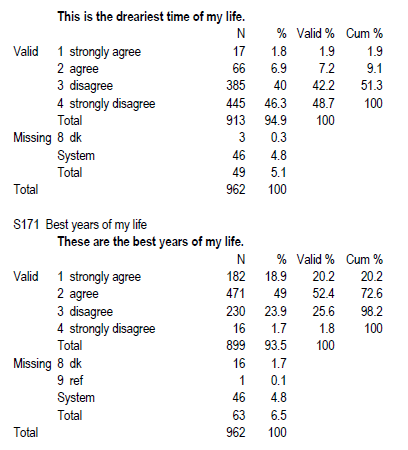 This is the dreariest time of my life.
N % Valid % Cum %
Valid 1 strongly agree 17 1.8 1.9 1.9
2 agree 66 6.9 7.2 9.1
3 disagree 385 40 42.2 51.3
4 strongly disagree 445 46.3 48.7 100
Total 913 94.9 100
Missing 8 dk 3 0.3
System 46 4.8
Total 49 5.1
Total 962 100
S171 Best years of my life
These are the best years of my life.
N % Valid % Cum %
Valid 1 strongly agree 182 18.9 20.2 20.2
2 agree 471 49 52.4 72.6
3 disagree 230 23.9 25.6 98.2
4 strongly disagree 16 1.7 1.8 100
Total 899 93.5 100
Missing 8 dk 16 1.7
9 ref 1 0.1
System 46 4.8
Total 63 6.5
Total 962 100